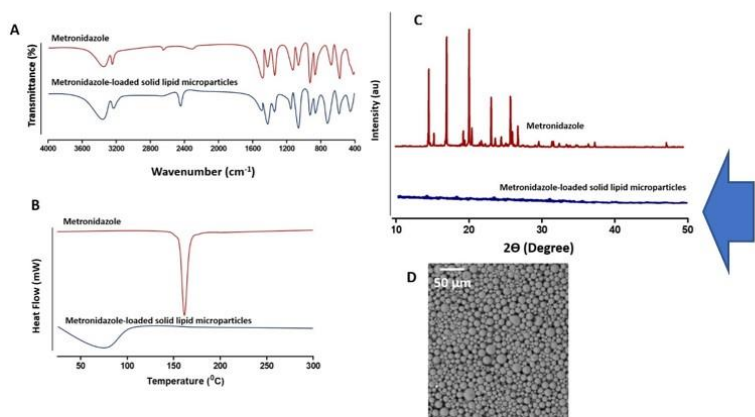 A
Metronidazole
Metronidazole-loaded solid lipid microparticles
Transmittance (%)
4000 3600 3200 2800 2400 2000 1600 1200 800 400
Wavenumber (cm-1)
B
Metronidazole
Metronidazole-loaded solid lipid microparticles
Heat Flow (mW)
50 100 150 200 250 300
Temperature (⁰C)
C
Intensity (au)
Metronidazole
Metronidazole-loaded solid lipid microparticles
10 20 30 40 50
2Θ (Degree)
D
50 µm